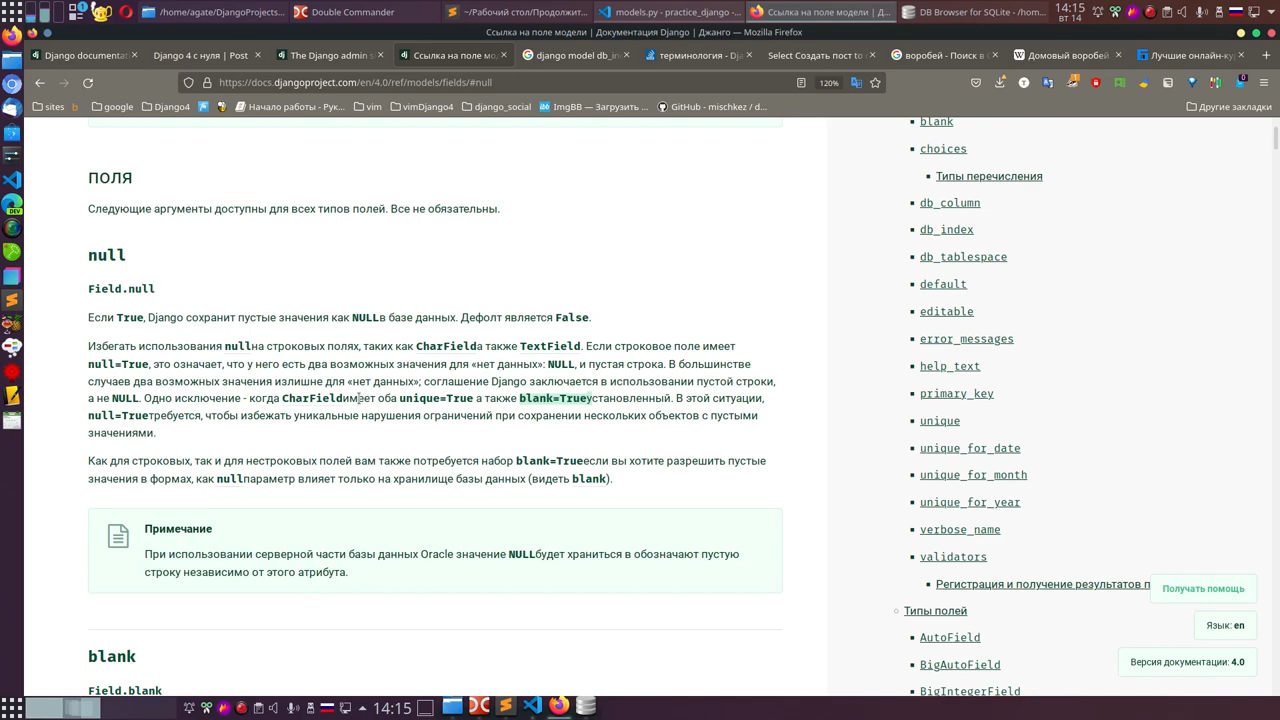 /home/agate/DjangoProjects...
Double Commander
~/Рабочий стол/Продукт...
models.py - practice_django -...
Ссылка на поле модели | Д...
DB Browser for SQLite - /hom...
14:15
ВТ 14
Ссылка на поле модели | Документация Django | Джанго — Mozilla Firefox
Django documentat
Django 4 с нуля | Post
The Django admin s
Ссылка на поле мо
django model db_in
терминология - Dja
Select Создать пост to c
воробей - Поиск в G
Домовый воробей
Лучшие онлайн-ку
https://docs.djangoproject.com/en/4.0/ref/models/fields/#null
120%
sites
google
Django4
Начало работы - Рук...
vim
vimDjango4
django_social
ImgBB — Загрузить ...
GitHub - mischkez / d...
Другие закладки
ПОЛЯ
Следующие аргументы доступны для всех типов полей. Все не обязательны.
null
Field.null
Если True, Django сохранит пустые значения как NULLв базе данных. Дефолт является False.
Избегать использования nullна строковых полях, таких как CharFieldа также TextField. Если строковое поле имеет
null=True, это означает, что у него есть два возможных значения для «нет данных»: NULL, и пустая строка. В большинстве
случаев два возможных значения излишне для «нет данных»; соглашение Django заключается в использовании пустой строки,
а не NULL. Одно исключение - когда CharFieldимеет оба unique=True а также blank=Trueустановленный. В этой ситуации,
null=Trueтребуется, чтобы избежать уникальные нарушения ограничений при сохранении нескольких объектов с пустыми
значениями.
Как для строковых, так и для нестроковых полей вам также потребуется набор blank=Trueесли вы хотите разрешить пустые
значения в формах, как nullпараметр влияет только на хранилище базы данных (видеть blank).
Примечание
При использовании серверной части базы данных Oracle значение NULLбудет храниться в обозначают пустую
строку независимо от этого атрибута.
blank
Field.blank
blank
choices
Типы перечисления
db_column
db_index
db_tablespace
default
editable
error_messages
help_text
primary_key
unique
unique_for_date
unique_for_month
unique_for_year
verbose_name
validators
Регистрация и получение результатов п
Типы полей
AutoField
BigAutoField
BigIntegerField
Получать помощь
Язык: en
Версия документации: 4.0
14:15